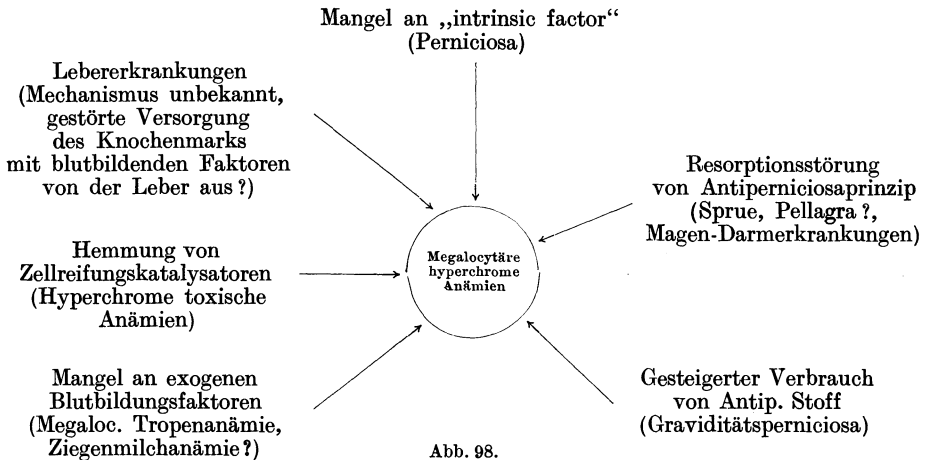 Mangel an „intrinsic factor“
(Perniciosa)
Lebererkrankungen
(Mechanismus unbekannt,
gestörte Versorgung
des Knochenmarks
mit blutbildenden Faktoren
von der Leber aus?)
Resorptionsstörung
von Antiperniciosaprinzip
(Sprue, Pellagra?,
Magen-Darmerkrankungen)
Hemmung von
Zellreifungskatalysatoren
(Hyperchrome toxische
Anämien)
Megalocytäre
hyperchrome
Anämien
Mangel an exogenen
Blutbildungsfaktoren
(Megaloc. Tropenanämie,
Ziegenmilchanämie?)
Gesteigerter Verbrauch
von Antip. Stoff
(Graviditätsperniciosa)
Abb. 98.